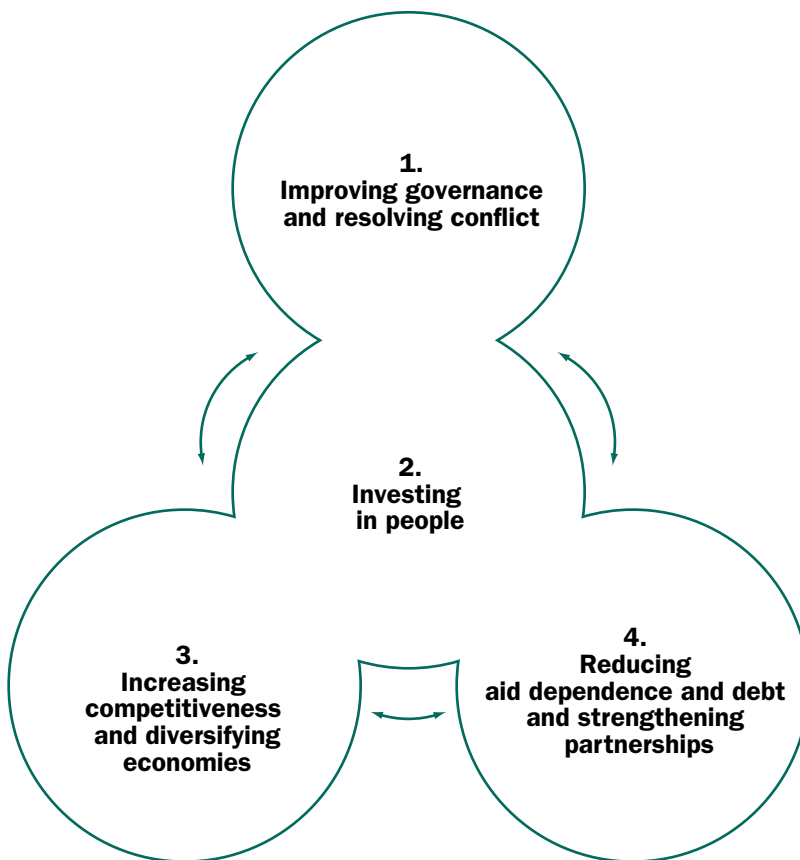 1.
Improving governance
and resolving conflict
2.
Investing
in people
3.
Increasing
competitiveness
and diversifying
economies
4.
Reducing
aid dependence and debt
and strengthening
partnerships